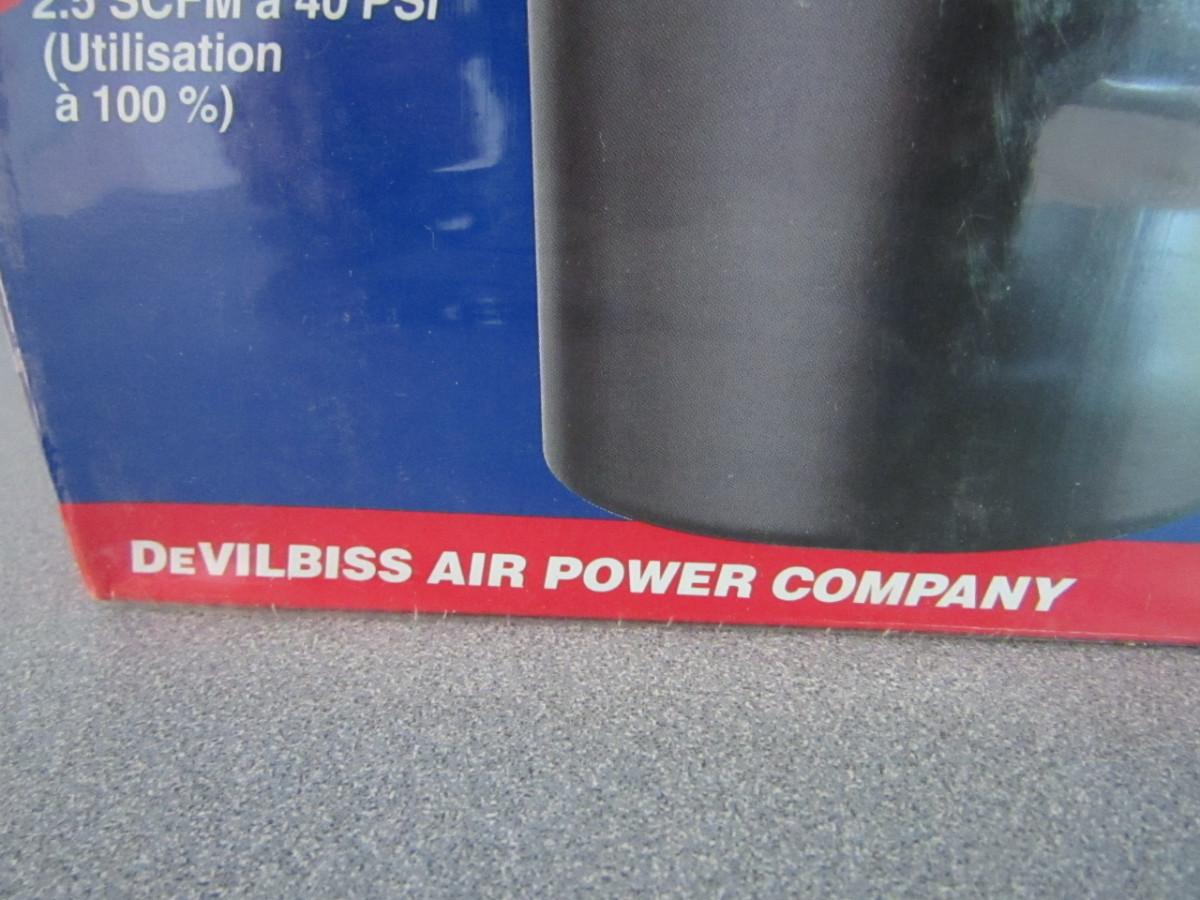 2.5 SCFM à 40 PSI
(Utilisation
à 100 %)
DEVILBISS AIR POWER COMPANY